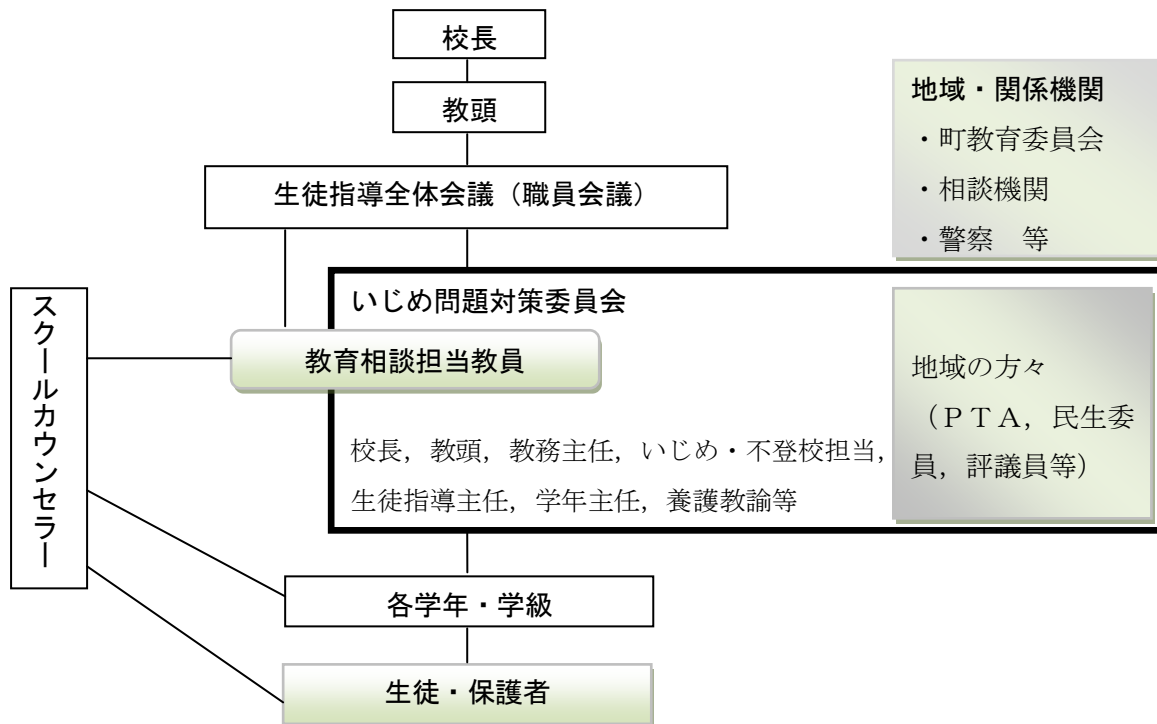 校長
教頭
生徒指導全体会議（職員会議）
地域・関係機関
・町教育委員会
・相談機関
・警察　等
スクールカウンセラー
いじめ問題対策委員会
教育相談担当教員
校長，教頭，教務主任，いじめ・不登校担当，
生徒指導主任，学年主任，養護教諭等
地域の方々
（ＰＴＡ，民生委
員，評議員等）
各学年・学級
生徒・保護者